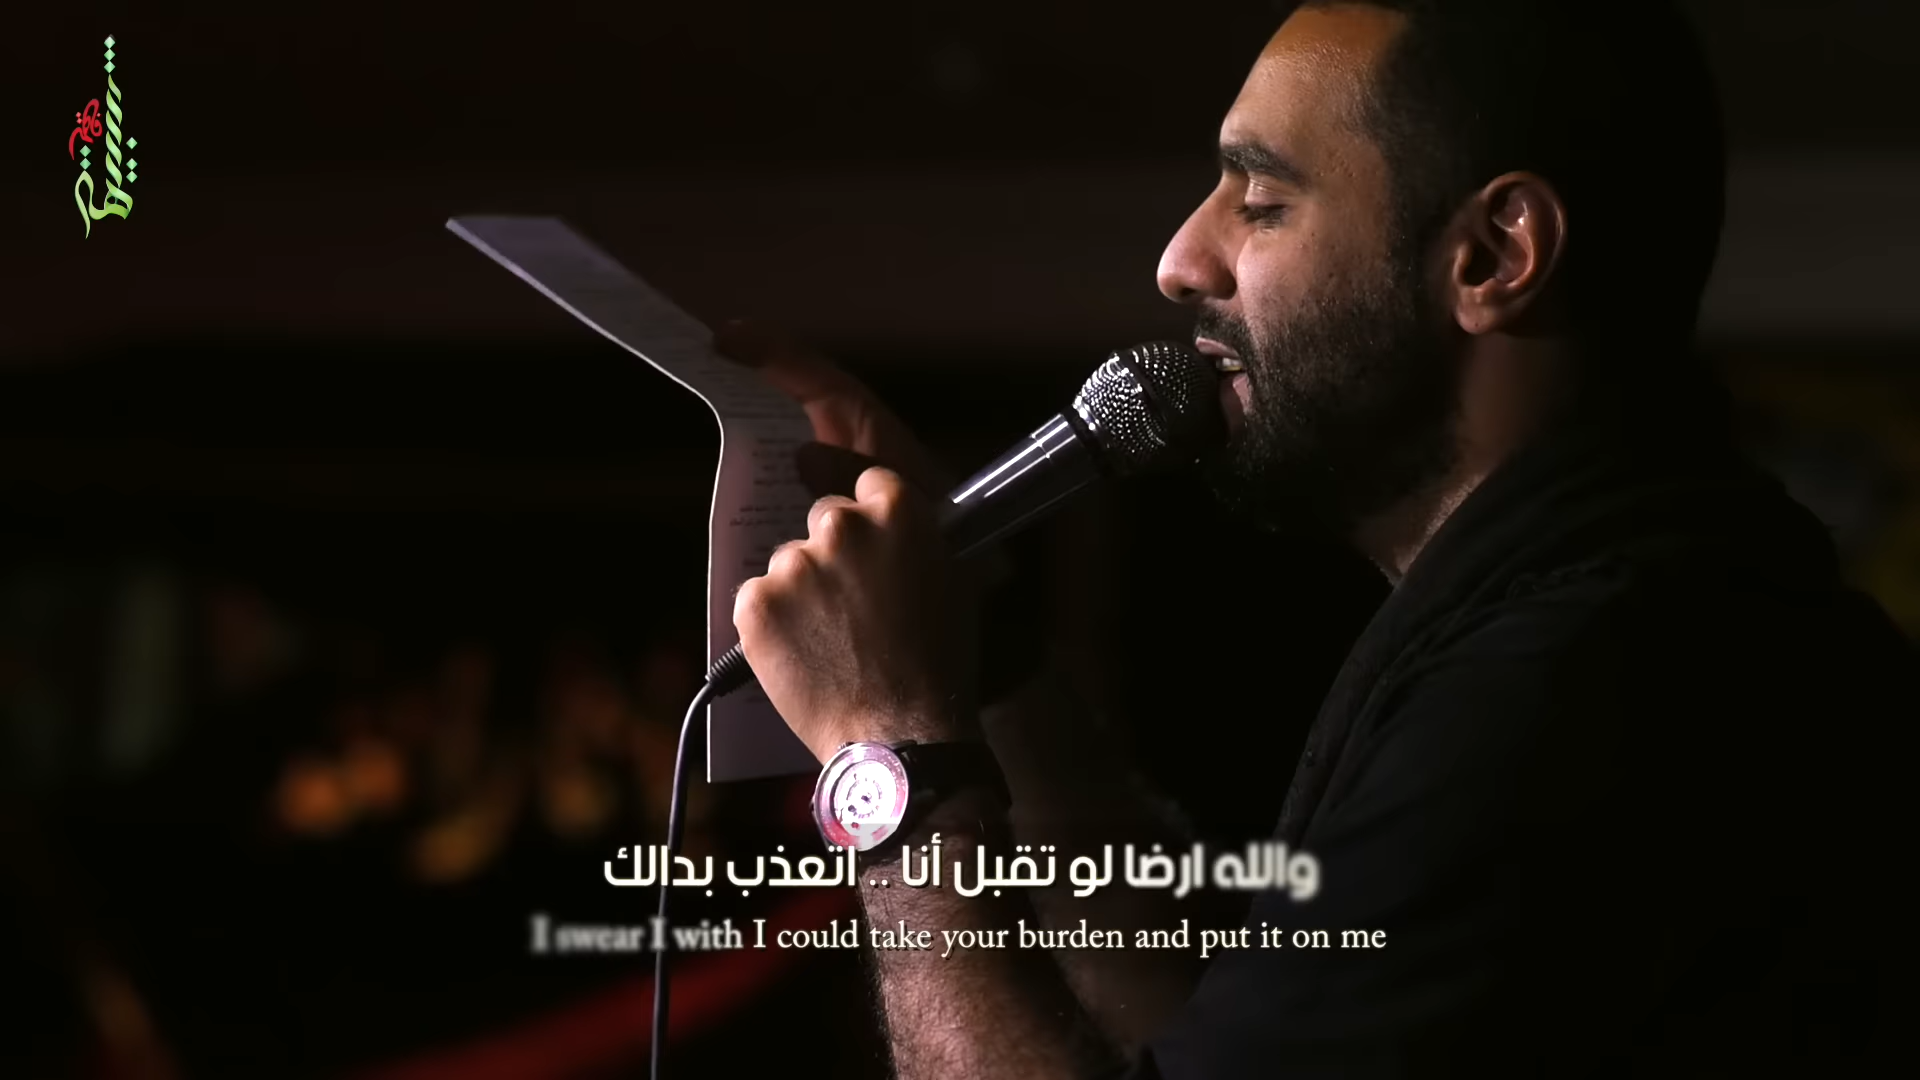 والله ارضا لو تقبل أنا .. اتعذب بدالك
I swear I with I could take your burden and put it on me